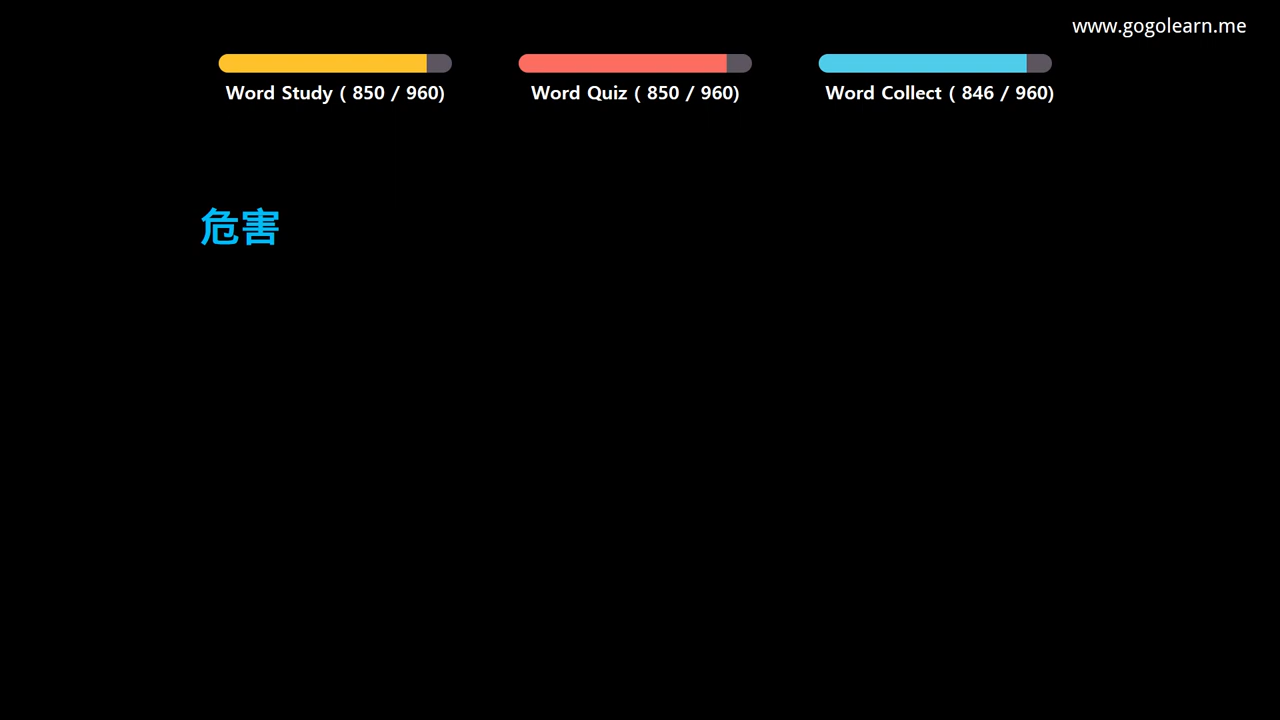 www.gogolearn.me
Word Study ( 850 / 960)
Word Quiz ( 850 / 960)
Word Collect ( 846 / 960)
危害